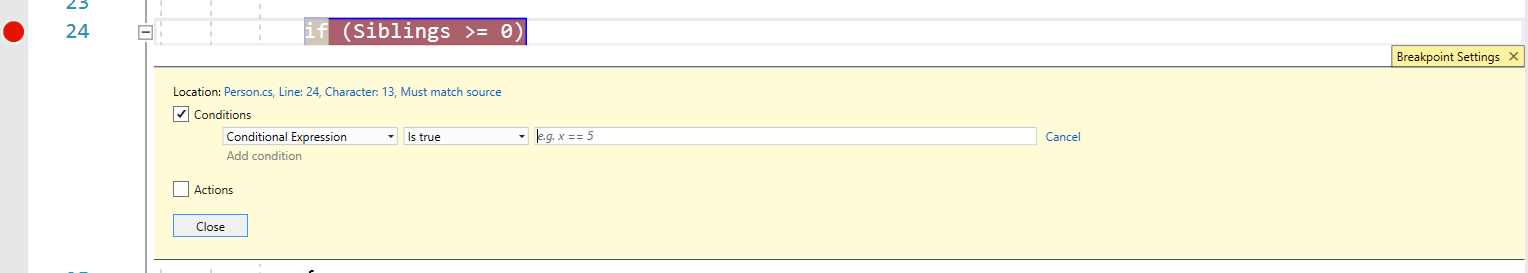 23
24 if (Siblings >= 0)
Breakpoint Settings
Location: Person.cs, Line: 24, Character: 13, Must match source
Conditions
Conditional Expression Is true e.g. x == 5 Cancel
Add condition
Actions
Close